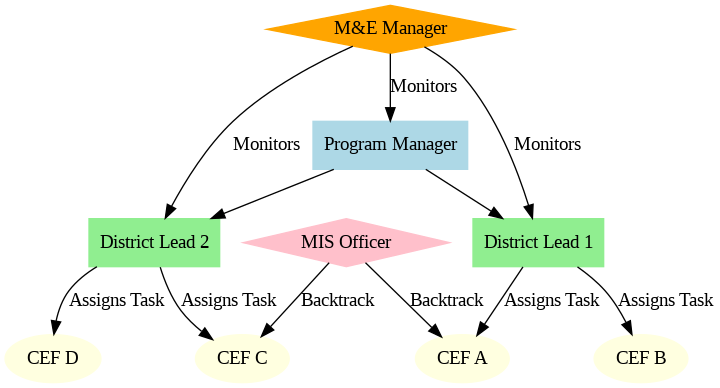 M&E Manager
Monitors
Monitors
Monitors
Program Manager
District Lead 2
MIS Officer
District Lead 1
Assigns Task
Assigns Task
Backtrack
Backtrack
Assigns Task
Assigns Task
CEF D
CEF C
CEF A
CEF B